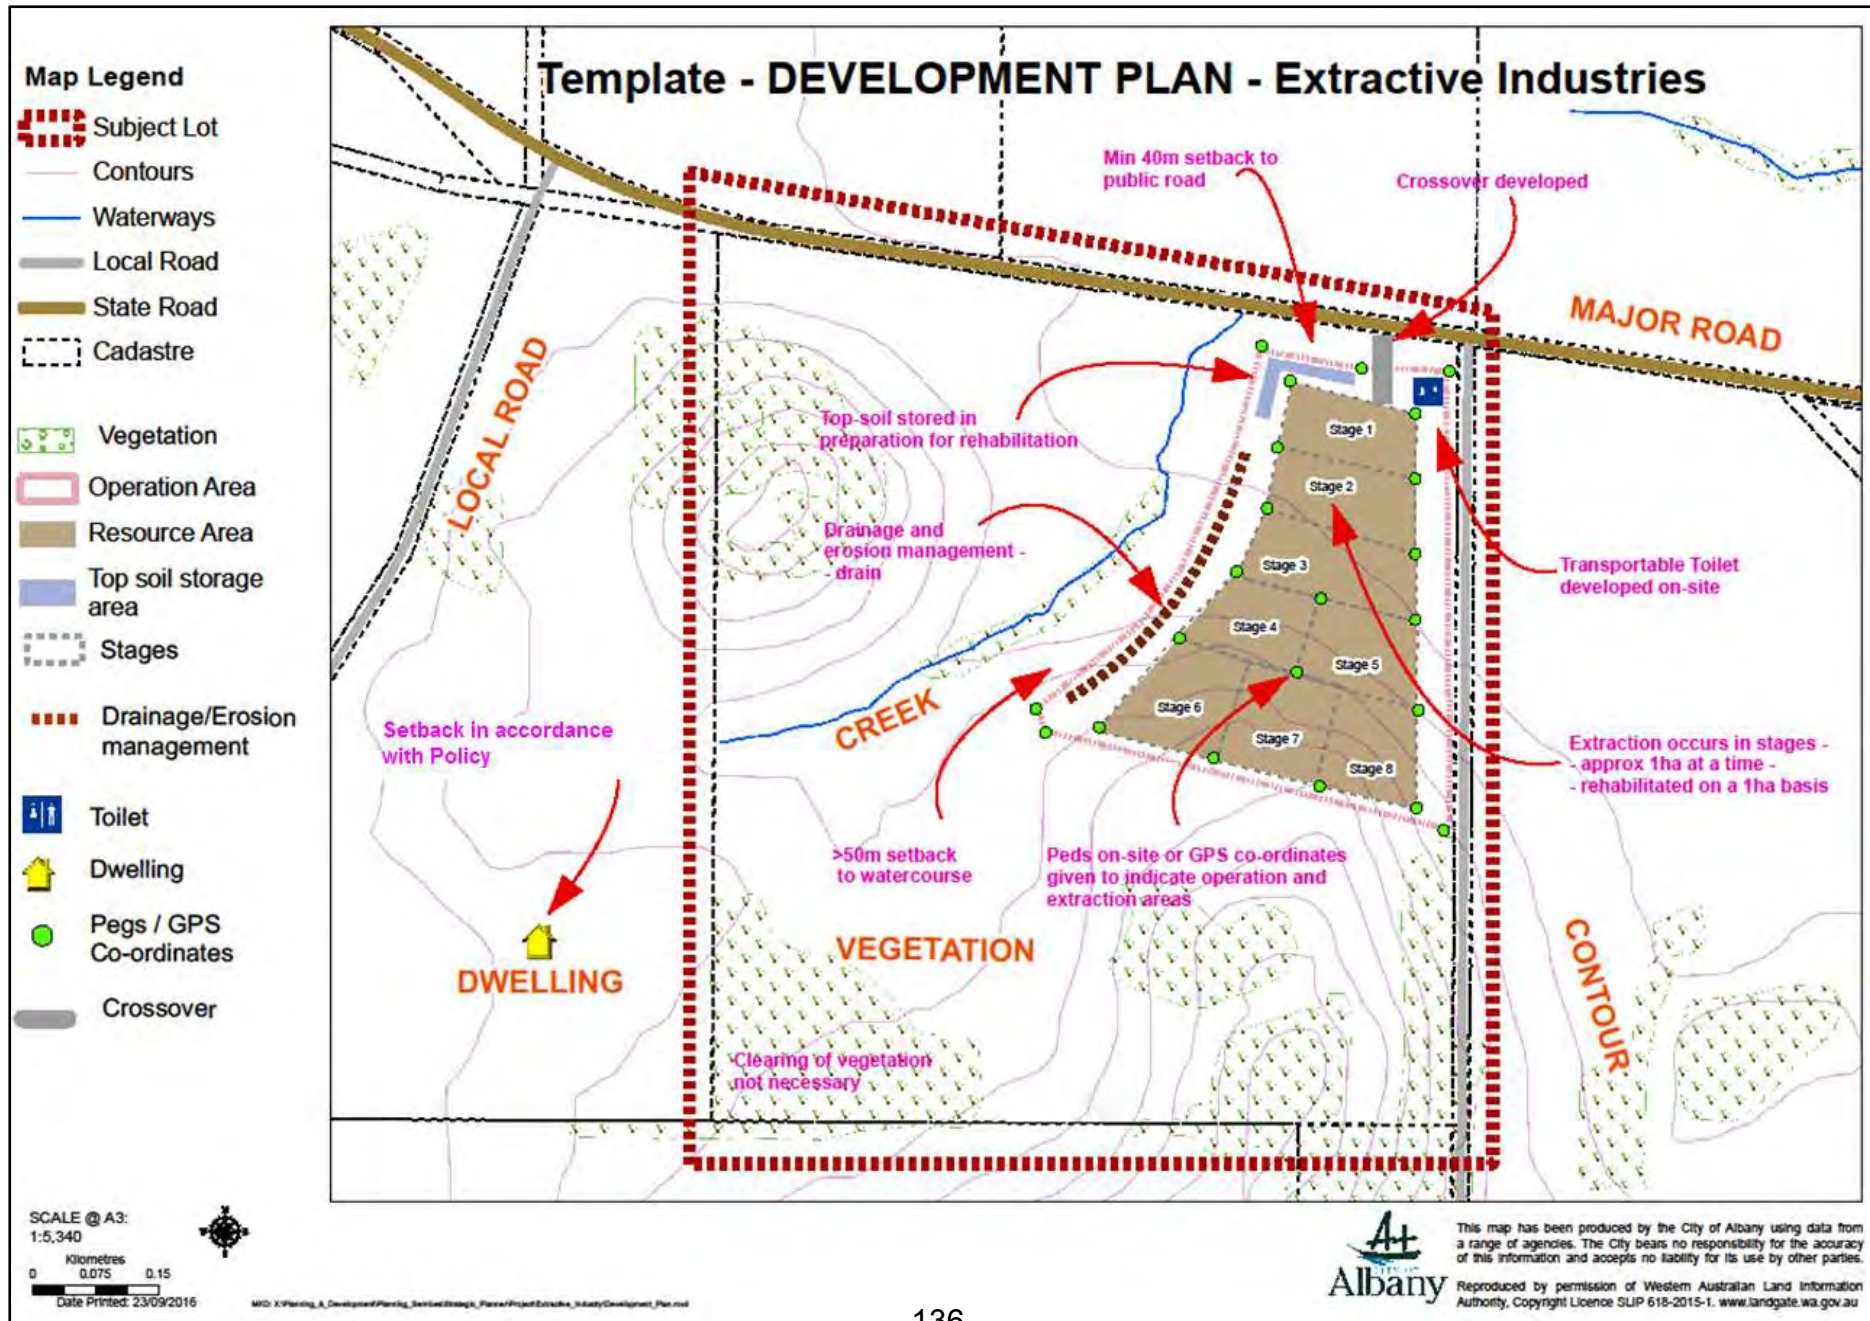 Template - DEVELOPMENT PLAN - Extractive Industries
Map Legend
Subject Lot
Contours
Waterways
Local Road
State Road
Cadastre
Vegetation
Operation Area
Resource Area
Top soil storage
area
Stages
Drainage/Erosion
management
Toilet
Dwelling
Pegs / GPS
Co-ordinates
Crossover
Min 40m setback to
public road
Crossover developed
MAJOR ROAD
LOCAL ROAD
Top-soil stored in
preparation for rehabilitation
Stage 1
Stage 2
Drainage and
erosion management -
- drain
Stage 3
Stage 4
Stage 5
Stage 6
Stage 7
Stage 8
Transportable Toilet
developed on-site
CREEK
Setback in accordance
with Policy
Extraction occurs in stages -
- approx 1ha at a time -
- rehabilitated on a 1ha basis
>50m setback
to watercourse
Peds on-site or GPS co-ordinates
given to indicate operation and
extraction areas
VEGETATION
DWELLING
CONTOUR
Clearing of vegetation
not necessary
SCALE @ A3:
1:5,340
Kilometres
0 0.075 0.15
Date Printed: 23/09/2016
CITY OF
Albany
This map has been produced by the City of Albany using data from
a range of agencies. The City bears no responsibility for the accuracy
of this information and accepts no liability for its use by other parties.
Reproduced by permission of Western Australian Land Information
Authority, Copyright Licence SLIP 618-2015-1. www.landgate.wa.gov.au
136